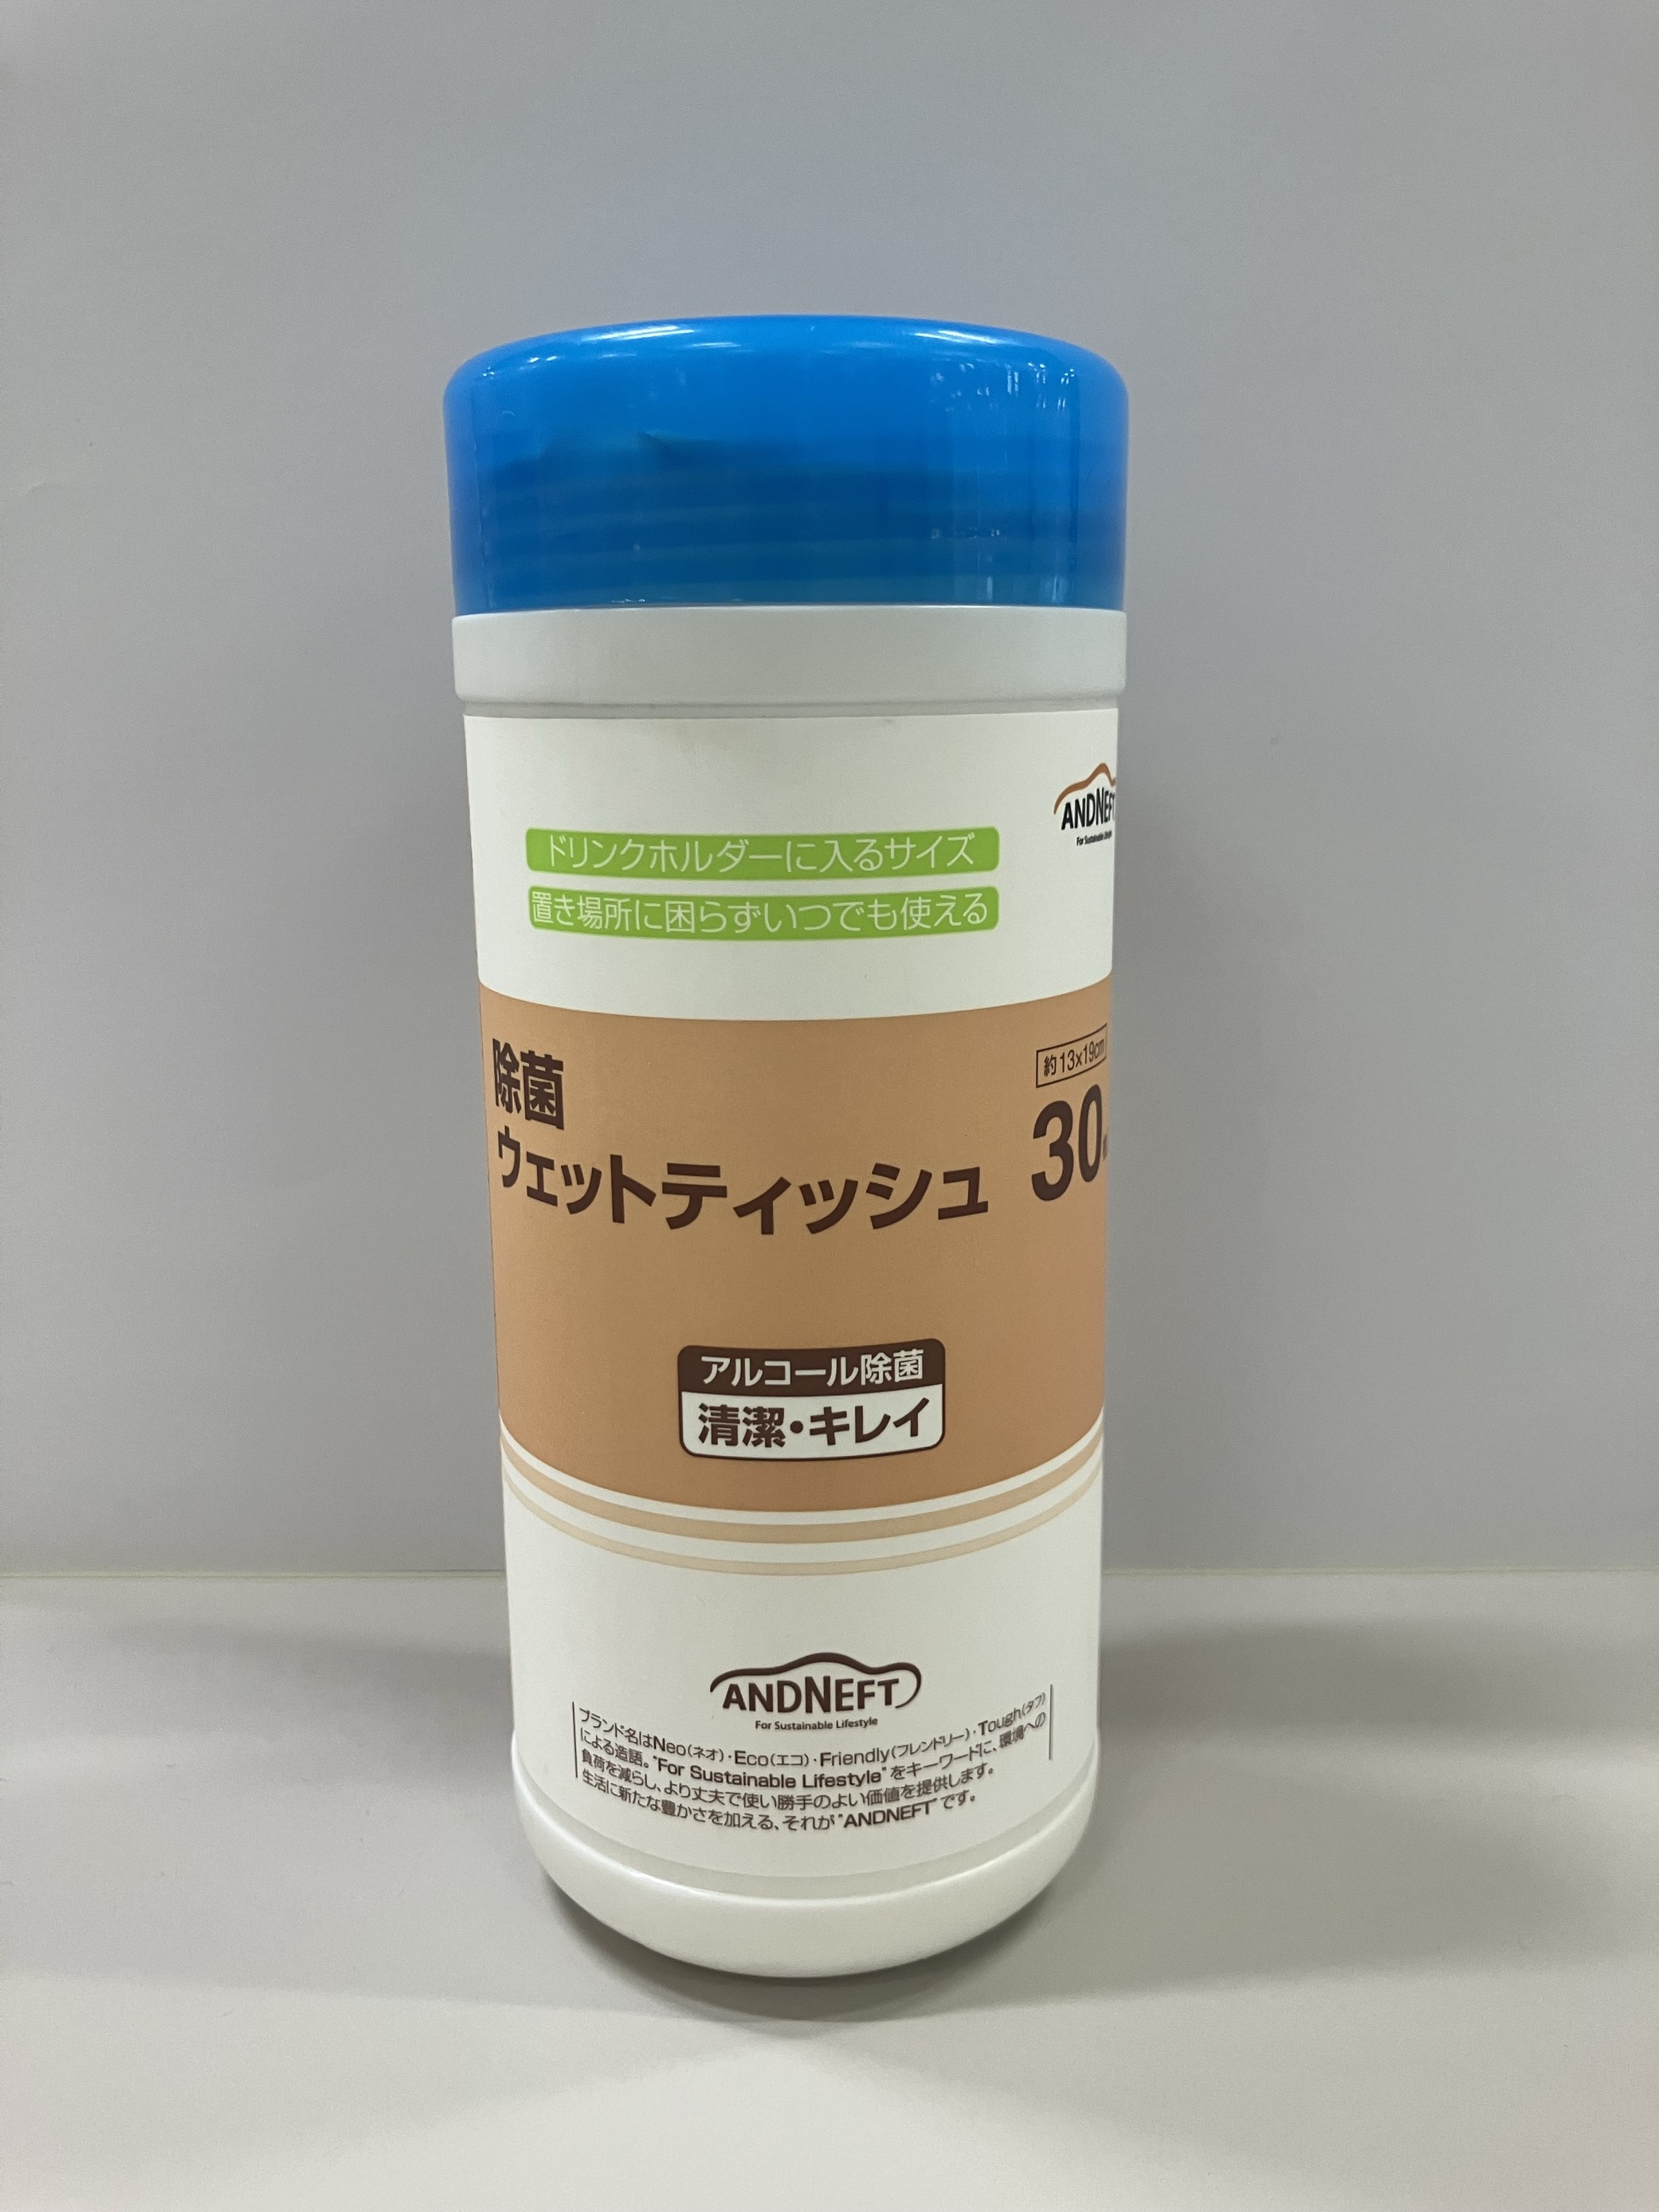 ANDNEFT
For Sustainable
ドリンクホルダーに入るサイズ
置き場所に困らずいつでも使える
除菌
ウェットティッシュ
約13x19cm
30
アルコール除菌
清潔・キレイ
ANDNEFT
For Sustainable Lifestyle
ブランド名はNeo(ネオ)・Eco(エコ)・Friendly(フレンドリー)・Tough(タフ)
による造語。"For Sustainable Lifestyle"をキーワードに、環境への
負荷を減らし、より丈夫で使い勝手のよい価値を提供します。
生活に新たな豊かさを加える、それが"ANDNEFT"です。